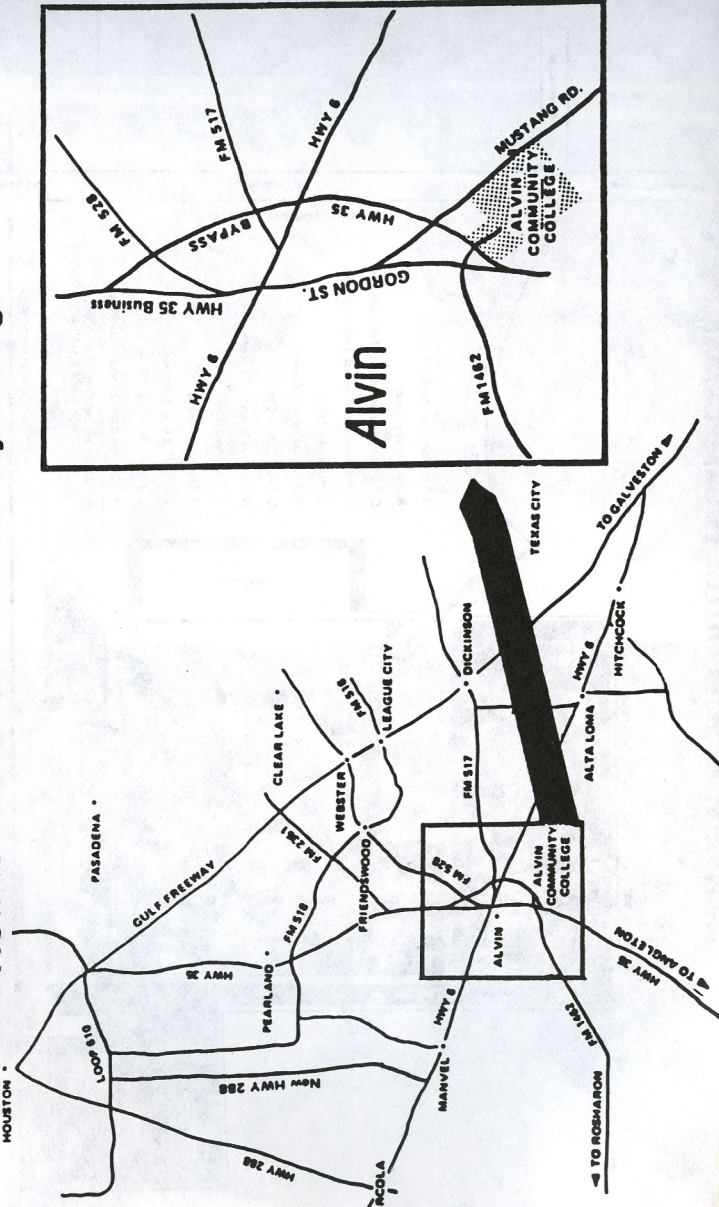 FM 528
FM 517
HWY 6
BYPASS
HWY 35
MUSTANG RD.
ALVIN
COMMUNITY
COLLEGE
HWY 35 Business
GORDON ST.
HWY 6
Alvin
FM 1462
HOUSTON
PASADENA
GULF FREEWAY
CLEAR LAKE
LOOP 610
HWY 35
PEARLAND
FM 518
FM 2351
WEBSTER
FM 518
LEAGUE CITY
FRIENDSWOOD
DICKINSON
TEXAS CITY
TO GALVESTON
New HWY 288
HWY 288
FM 528
FM 517
HWY 6
HITCHCOCK
ALTA LOMA
ALVIN
ALVIN
COMMUNITY
COLLEGE
HWY 6
MANVEL
RCOLA
FM 1462
HWY 35
TO ANGLETON
TO ROSHARON